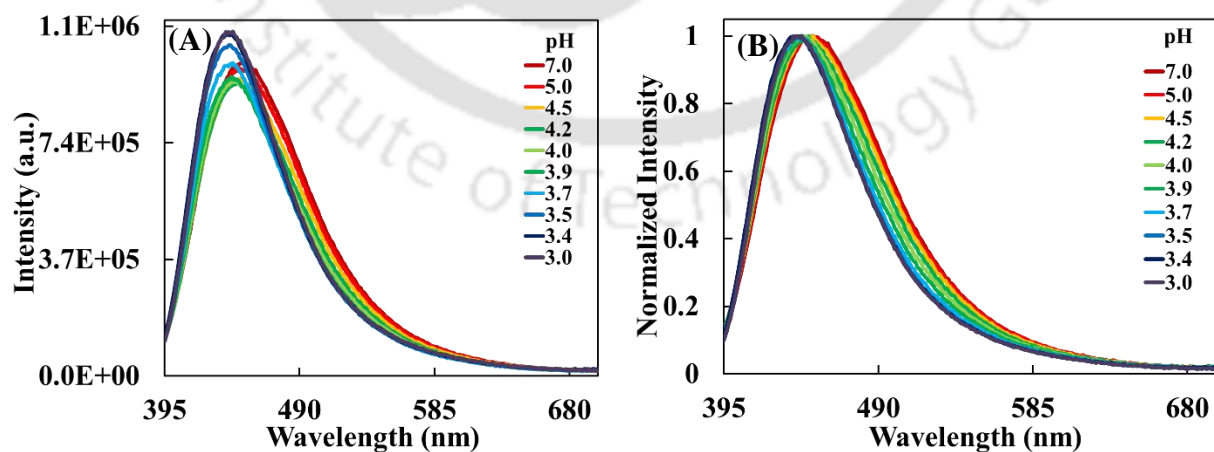 (A)
Intensity (a.u.)
1.1E+06
7.4E+05
3.7E+05
0.0E+00
395 490 585 680
Wavelength (nm)
pH
7.0
5.0
4.5
4.2
4.0
3.9
3.7
3.5
3.4
3.0
(B)
Normalized Intensity
1
0.8
0.6
0.4
0.2
0
395 490 585 680
Wavelength (nm)
pH
7.0
5.0
4.5
4.2
4.0
3.9
3.7
3.5
3.4
3.0
Institute of Technology Gu